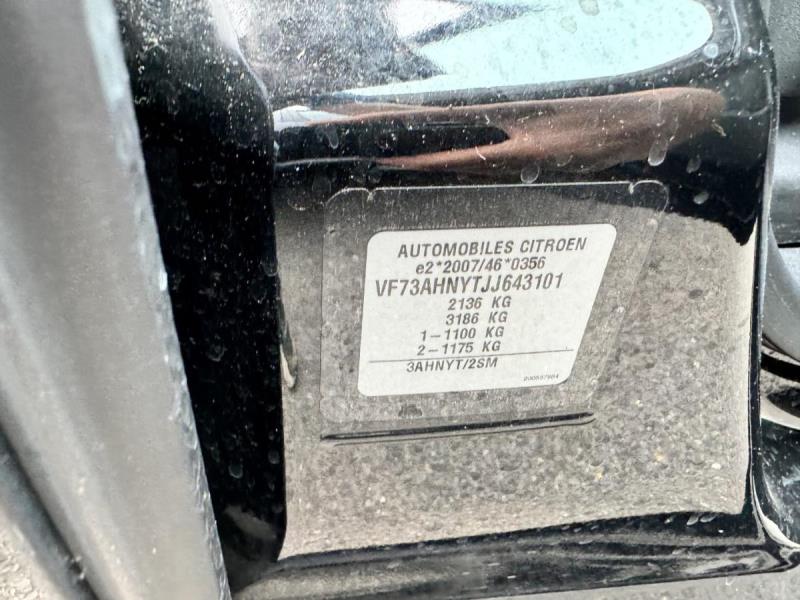 AUTOMOBILES CITROEN
e2*2007/46*0356
VF73AHNYTJJ643101
2136 KG
3186 KG
1-1100 KG
2-1175 KG
3AHNYT/2SM